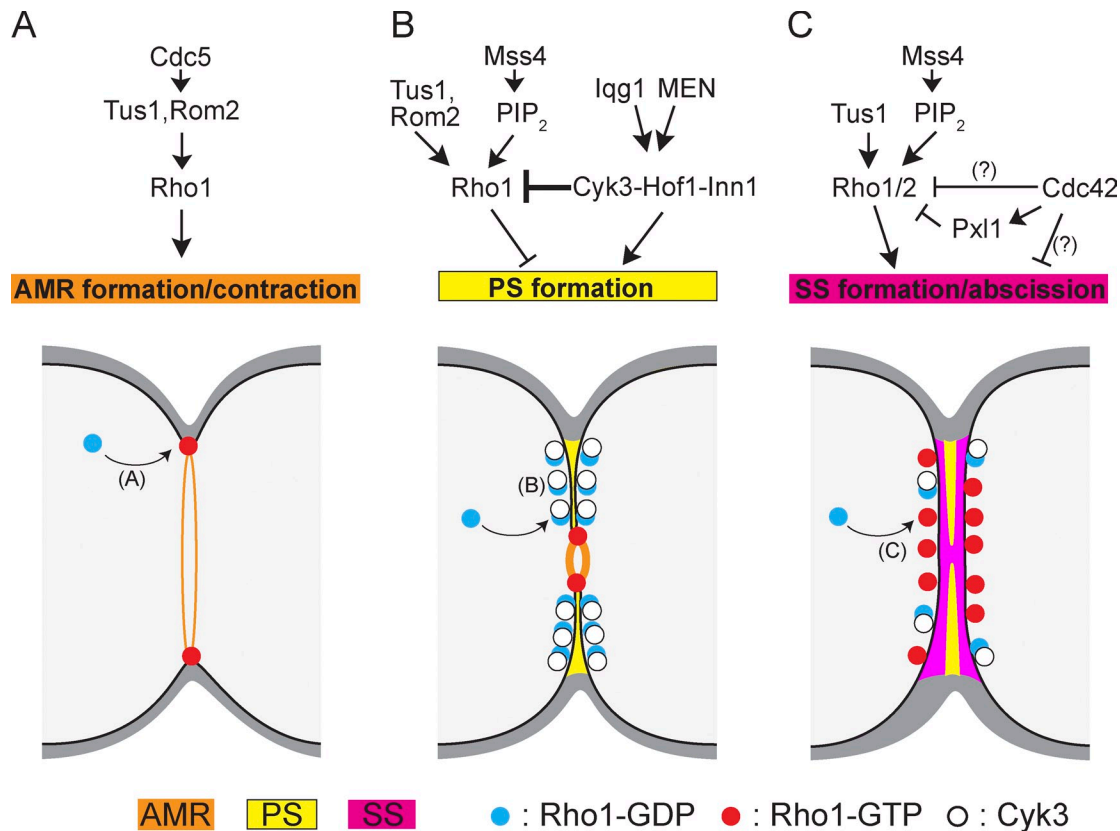 A
Cdc5
Tus1,Rom2
Rho1
AMR formation/contraction
(A)
B
Mss4
Tus1,
Rom2
PIP2
Iqg1 MEN
Rho1
Cyk3-Hof1-Inn1
PS formation
(B)
C
Mss4
Tus1
PIP2
Rho1/2
(?)
Cdc42
Pxl1
(?)
SS formation/abscission
(C)
AMR
PS
SS
: Rho1-GDP
: Rho1-GTP
: Cyk3